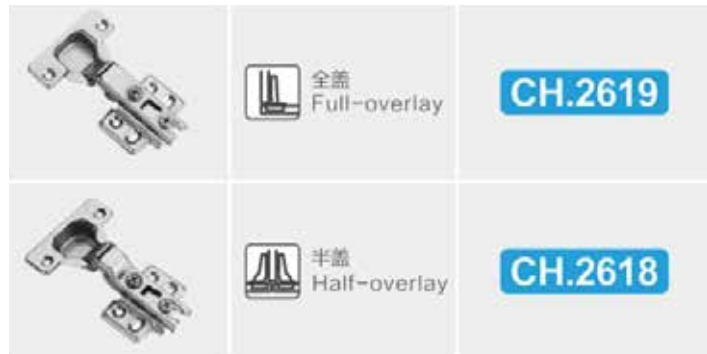 全盖
Full-overlay
CH.2619
半盖
Half-overlay
CH.2618